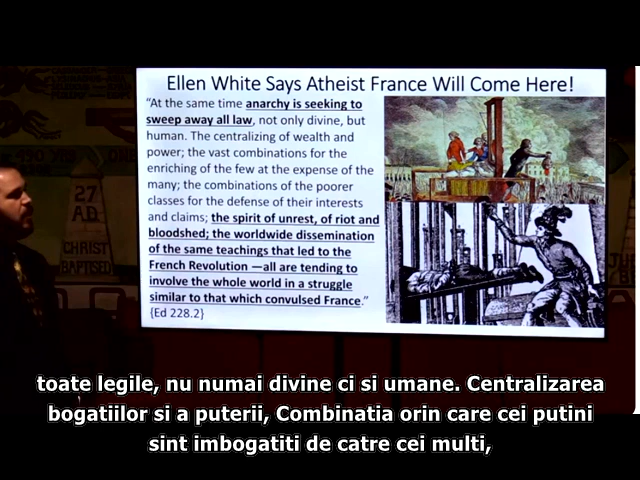 Ellen White Says Atheist France Will Come Here!
“At the same time anarchy is seeking to
sweep away all law, not only divine, but
human. The centralizing of wealth and
power; the vast combinations for the
enriching of the few at the expense of the
many; the combinations of the poorer
classes for the defense of their interests
and claims; the spirit of unrest, of riot and
bloodshed; the worldwide dissemination
of the same teachings that led to the
French Revolution —all are tending to
involve the whole world in a struggle
similar to that which convulsed France.”
{Ed 228.2}
27
AD
CHRIST
BAPTISED
toate legile, nu numai divine ci si umane. Centralizarea
bogatiilor si a puterii, Combinatia orin care cei putini
sint imbogatiti de catre cei multi,